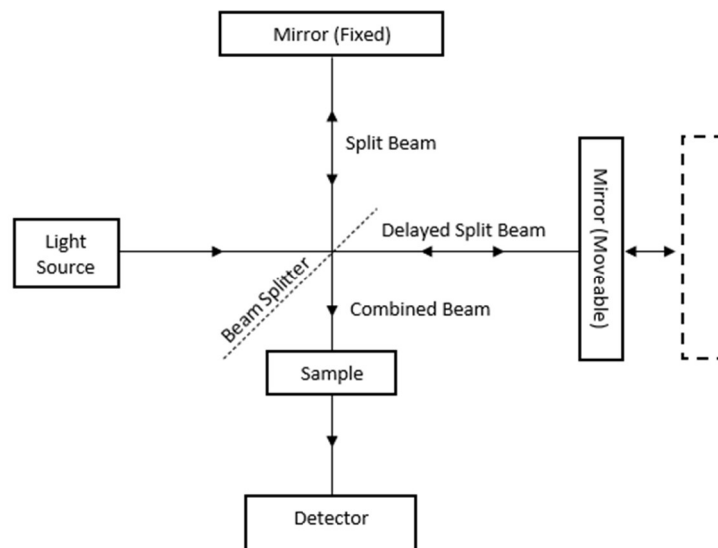 Mirror (Fixed)
Split Beam
Light
Source
Delayed Split Beam
Mirror (Moveable)
Beam Splitter
Combined Beam
Sample
Detector